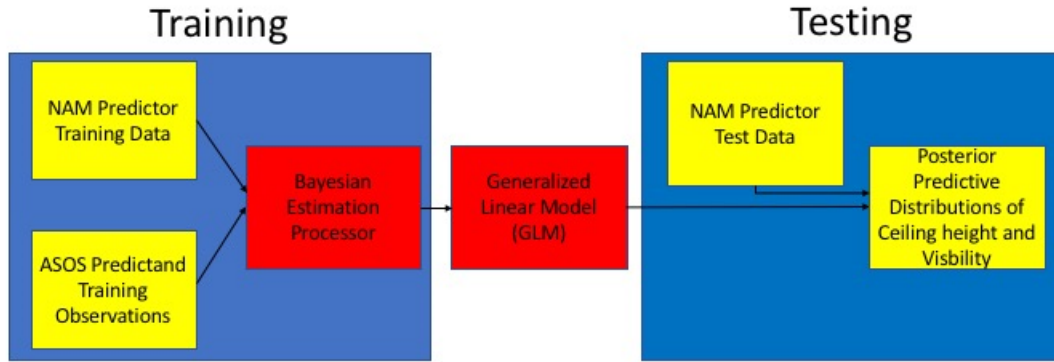 Training
Testing
NAM Predictor
Training Data
ASOS Predictand
Training
Observations
Bayesian
Estimation
Processor
Generalized
Linear Model
(GLM)
NAM Predictor
Test Data
Posterior
Predictive
Distributions of
Ceiling height and
Visbility